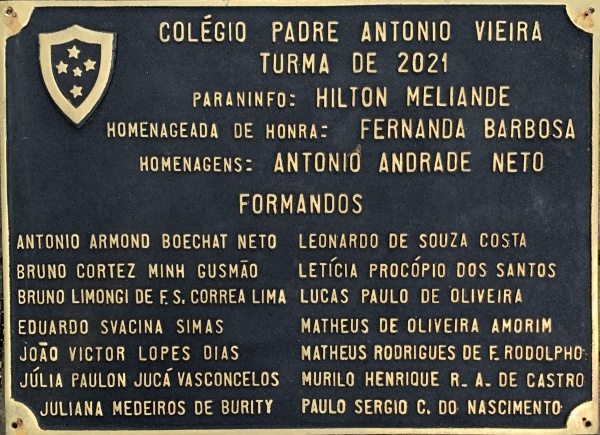 COLÉGIO PADRE ANTONIO VIEIRA
TURMA DE 2021
PARANINFO: HILTON MELIANDE
HOMENAGEADA DE HONRA: FERNANDA BARBOSA
HOMENAGENS: ANTONIO ANDRADE NETO
FORMANDOS
ANTONIO ARMOND BOECHAT NETO
BRUNO CORTEZ MINH GUSMÃO
BRUNO LIMONGI DE F. S. CORREA LIMA
EDUARDO SVACINA SIMAS
JOÃO VICTOR LOPES DIAS
JÚLIA PAULON JUCÁ VASCONCELOS
JULIANA MEDEIROS DE BURITY
LEONARDO DE SOUZA COSTA
LETÍCIA PROCÓPIO DOS SANTOS
LUCAS PAULO DE OLIVEIRA
MATHEUS DE OLIVEIRA AMORIM
MATHEUS RODRIGUES DE F. RODOLPHO
MURILO HENRIQUE R. A. DE CASTRO
PAULO SERGIO C. DO NASCIMENTO